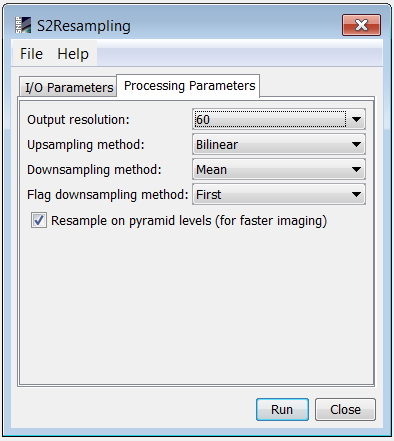 SNAP S2Resampling
File Help
I/O Parameters Processing Parameters
Output resolution: 60
Upsampling method: Bilinear
Downsampling method: Mean
Flag downsampling method: First
Resample on pyramid levels (for faster imaging)
Run Close